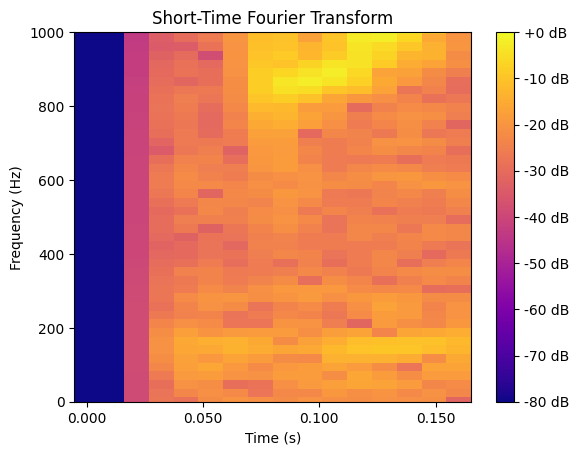 Short-Time Fourier Transform
1000
800
600
400
200
0
Frequency (Hz)
0.000
0.050
0.100
0.150
Time (s)
+0 dB
-10 dB
-20 dB
-30 dB
-40 dB
-50 dB
-60 dB
-70 dB
-80 dB